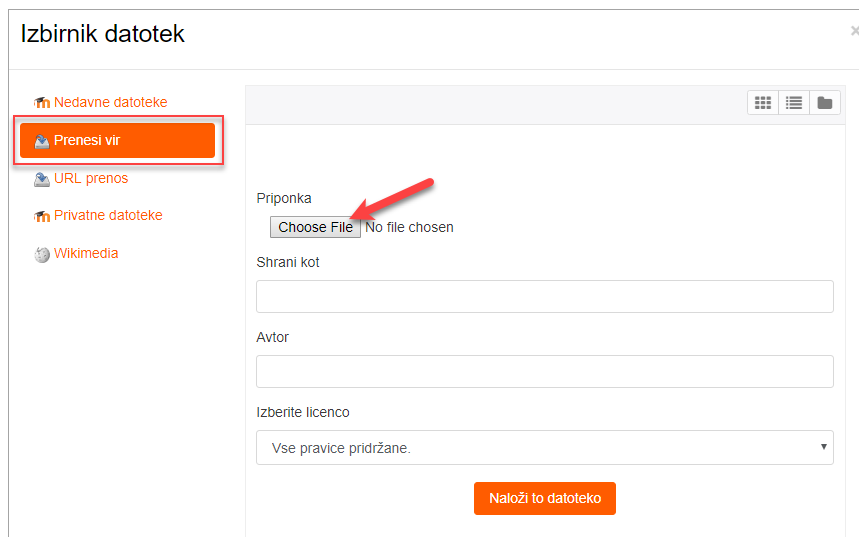 Izbirnik datotek
×
Nedavne datoteke
Prenesi vir
URL prenos
Privatne datoteke
Wikimedia
Priponka
Choose File No file chosen
Shrani kot
Avtor
Izberite licenco
Vse pravice pridržane.
Naloži to datoteko